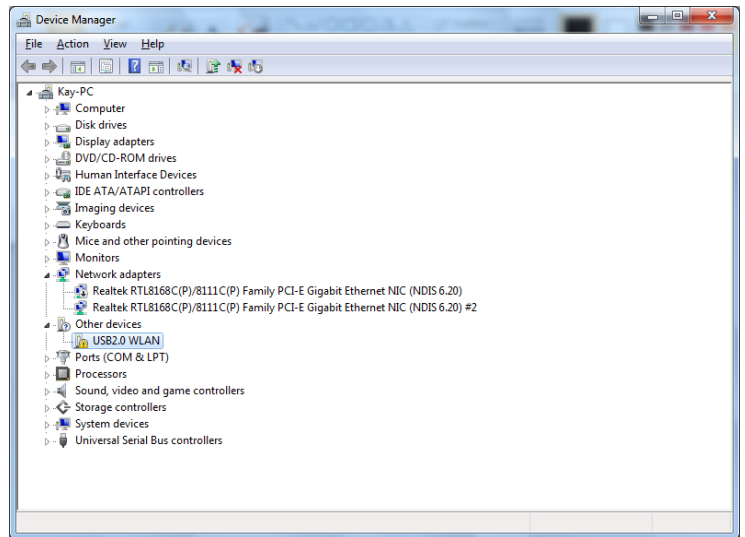 Device Manager
File Action View Help
Kay-PC
Computer
Disk drives
Display adapters
DVD/CD-ROM drives
Human Interface Devices
IDE ATA/ATAPI controllers
Imaging devices
Keyboards
Mice and other pointing devices
Monitors
Network adapters
Realtek RTL8168C(P)/8111C(P) Family PCI-E Gigabit Ethernet NIC (NDIS 6.20)
Realtek RTL8168C(P)/8111C(P) Family PCI-E Gigabit Ethernet NIC (NDIS 6.20) #2
Other devices
USB2.0 WLAN
Ports (COM & LPT)
Processors
Sound, video and game controllers
Storage controllers
System devices
Universal Serial Bus controllers